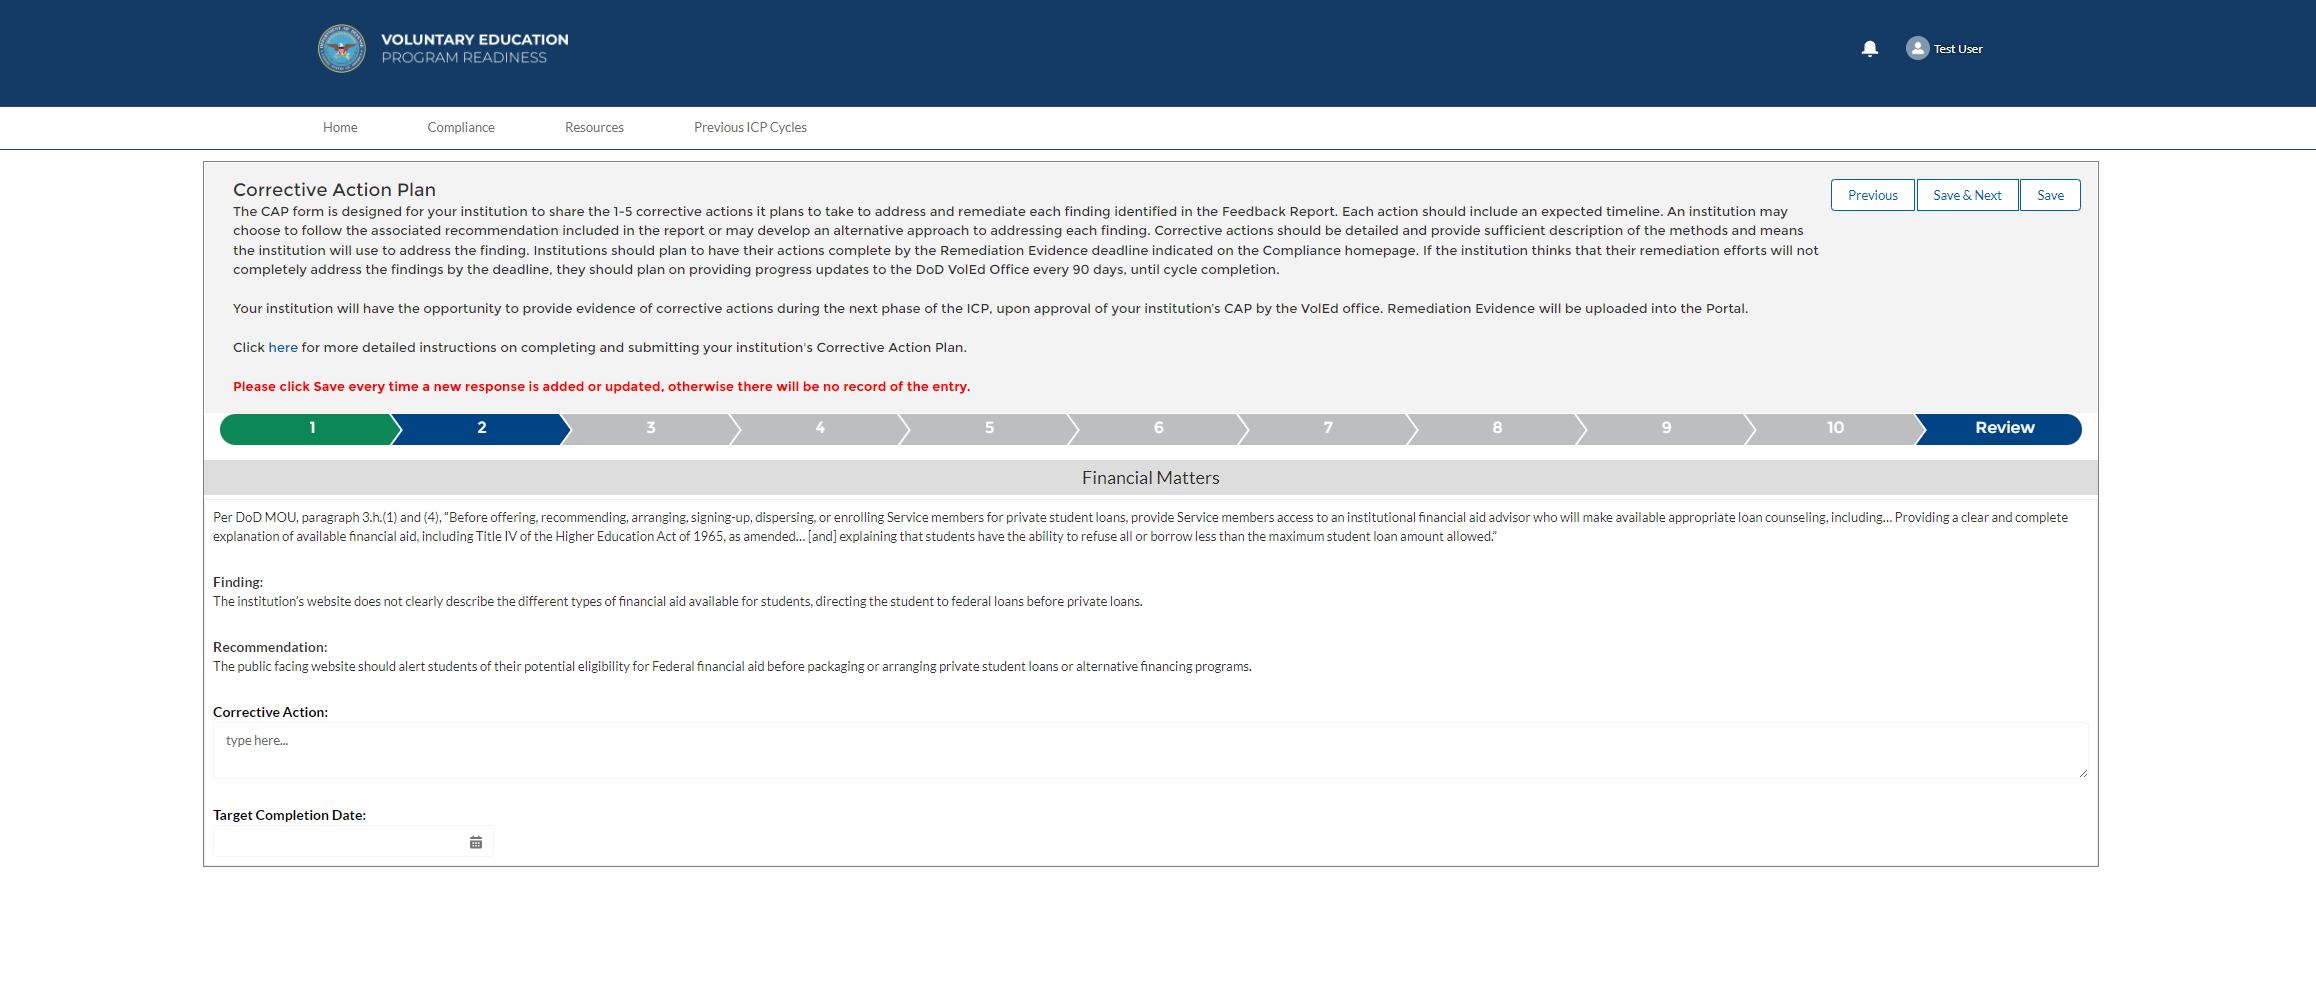 VOLUNTARY EDUCATION
PROGRAM READINESS
Test User
Home Compliance Resources Previous ICP Cycles
Corrective Action Plan
Previous Save & Next Save
The CAP form is designed for your institution to share the 1-5 corrective actions it plans to take to address and remediate each finding identified in the Feedback Report. Each action should include an expected timeline. An institution may
choose to follow the associated recommendation included in the report or may develop an alternative approach to addressing each finding. Corrective actions should be detailed and provide sufficient description of the methods and means
the institution will use to address the finding. Institutions should plan to have their actions complete by the Remediation Evidence deadline indicated on the Compliance homepage. If the institution thinks that their remediation efforts will not
completely address the findings by the deadline, they should plan on providing progress updates to the DoD VolEd Office every 90 days, until cycle completion.
Your institution will have the opportunity to provide evidence of corrective actions during the next phase of the ICP, upon approval of your institution's CAP by the VolEd office. Remediation Evidence will be uploaded into the Portal.
Click here for more detailed instructions on completing and submitting your institution's Corrective Action Plan.
Please click Save every time a new response is added or updated, otherwise there will be no record of the entry.
1 2 3 4 5 6 7 8 9 10 Review
Financial Matters
Per DoD MOU, paragraph 3.h.(1) and (4), "Before offering, recommending, arranging, signing-up, dispersing, or enrolling Service members for private student loans, provide Service members access to an institutional financial aid advisor who will make available appropriate loan counseling, including... Providing a clear and complete
explanation of available financial aid, including Title IV of the Higher Education Act of 1965, as amended... [and] explaining that students have the ability to refuse all or borrow less than the maximum student loan amount allowed."
Finding:
The institution's website does not clearly describe the different types of financial aid available for students, directing the student to federal loans before private loans.
Recommendation:
The public facing website should alert students of their potential eligibility for Federal financial aid before packaging or arranging private student loans or alternative financing programs.
Corrective Action:
type here...
Target Completion Date: